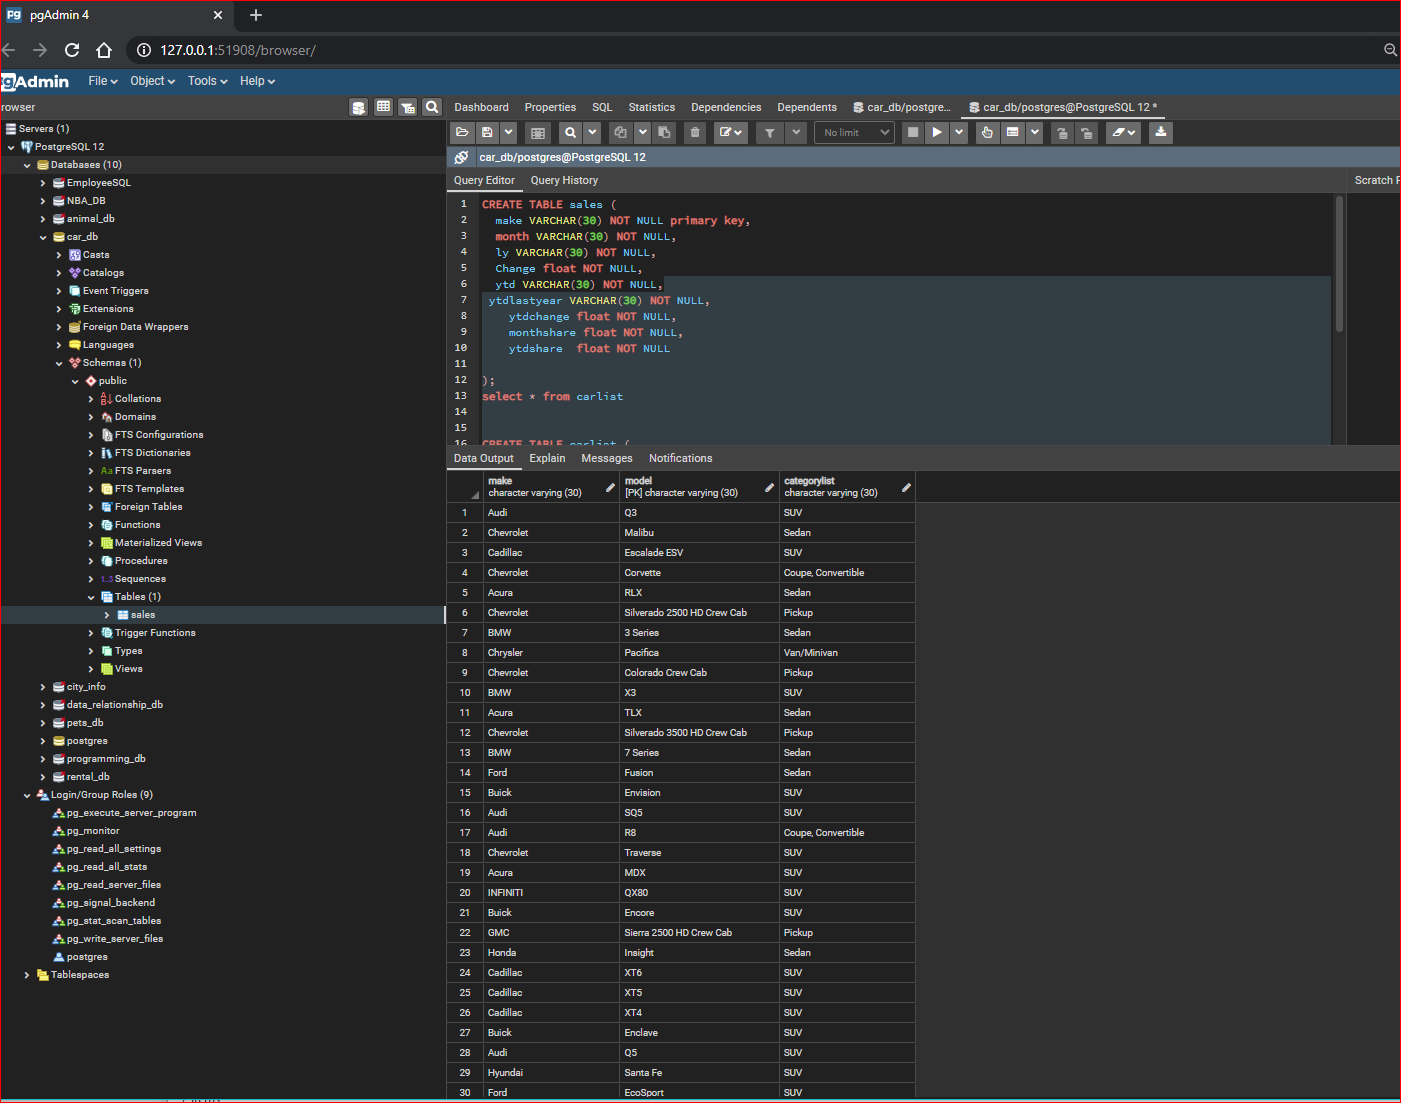 pgAdmin 4
127.0.0.1:51908/browser/
pgAdmin File Object Tools Help
rowser
Dashboard Properties SQL Statistics Dependencies Dependents car_db/postgre... car_db/postgres@PostgreSQL 12 *
No limit
car_db/postgres@PostgreSQL 12
Query Editor Query History
Scratch P
Servers (1)
PostgreSQL 12
Databases (10)
EmployeeSQL
NBA_DB
animal_db
car_db
Casts
Catalogs
Event Triggers
Extensions
Foreign Data Wrappers
Languages
Schemas (1)
public
Collations
Domains
FTS Configurations
FTS Dictionaries
FTS Parsers
FTS Templates
Foreign Tables
Functions
Materialized Views
Procedures
Sequences
Tables (1)
sales
Trigger Functions
Types
Views
city_info
data_relationship_db
pets_db
postgres
programming_db
rental_db
Login/Group Roles (9)
pg_execute_server_program
pg_monitor
pg_read_all_settings
pg_read_all_stats
pg_read_server_files
pg_signal_backend
pg_stat_scan_tables
pg_write_server_files
postgres
Tablespaces
1 CREATE TABLE sales (
2 make VARCHAR(30) NOT NULL primary key,
3 month VARCHAR(30) NOT NULL,
4 ly VARCHAR(30) NOT NULL,
5 Change float NOT NULL,
6 ytd VARCHAR(30) NOT NULL,
7 ytdlastyear VARCHAR(30) NOT NULL,
8 ytdchange float NOT NULL,
9 monthshare float NOT NULL,
10 ytdshare float NOT NULL
11
12 );
13 select * from carlist
14
15
16 CREATE TABLE carlist (
Data Output Explain Messages Notifications
make model categorylist
character varying (30) [PK] character varying (30) character varying (30)
1 Audi Q3 SUV
2 Chevrolet Malibu Sedan
3 Cadillac Escalade ESV SUV
4 Chevrolet Corvette Coupe, Convertible
5 Acura RLX Sedan
6 Chevrolet Silverado 2500 HD Crew Cab Pickup
7 BMW 3 Series Sedan
8 Chrysler Pacifica Van/Minivan
9 Chevrolet Colorado Crew Cab Pickup
10 BMW X3 SUV
11 Acura TLX Sedan
12 Chevrolet Silverado 3500 HD Crew Cab Pickup
13 BMW 7 Series Sedan
14 Ford Fusion Sedan
15 Buick Envision SUV
16 Audi SQ5 SUV
17 Audi R8 Coupe, Convertible
18 Chevrolet Traverse SUV
19 Acura MDX SUV
20 INFINITI QX80 SUV
21 Buick Encore SUV
22 GMC Sierra 2500 HD Crew Cab Pickup
23 Honda Insight Sedan
24 Cadillac XT6 SUV
25 Cadillac XT5 SUV
26 Cadillac XT4 SUV
27 Buick Enclave SUV
28 Audi Q5 SUV
29 Hyundai Santa Fe SUV
30 Ford EcoSport SUV